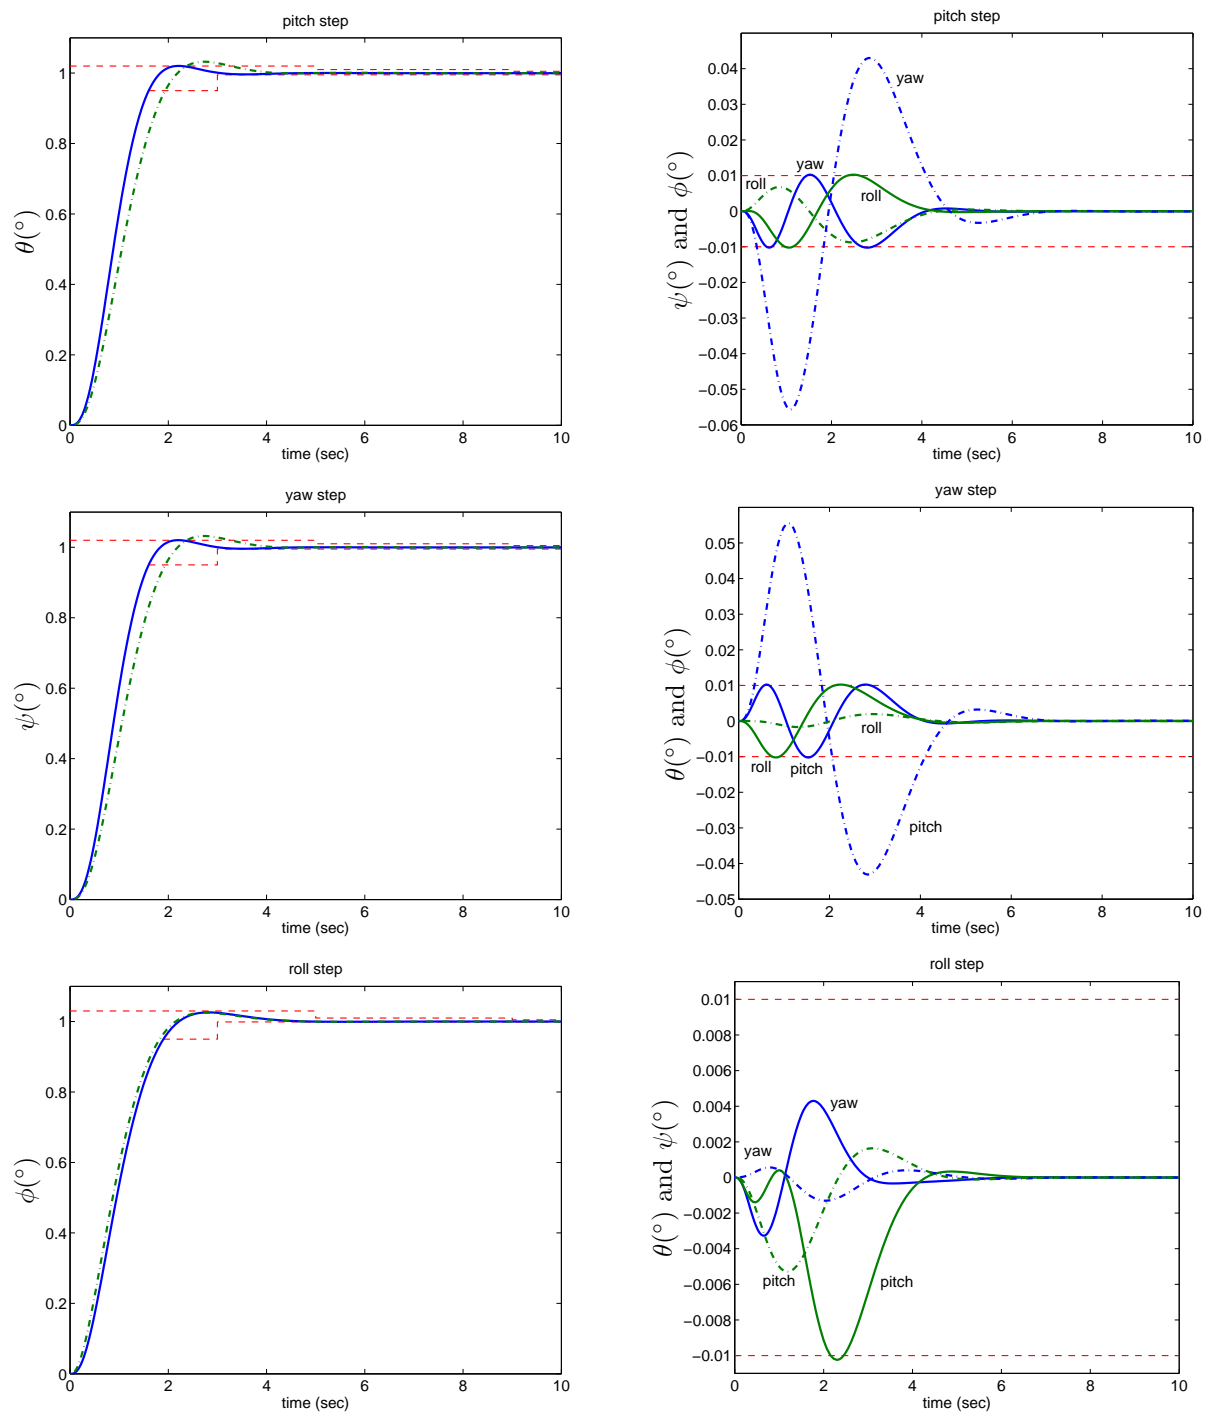 pitch step
1
0.8
0.6
0.4
0.2
0
θ(°)
0 2 4 6 8 10
time (sec)
pitch step
0.04
0.03
0.02
0.01
0
−0.01
−0.02
−0.03
−0.04
−0.05
−0.06
ψ(°) and φ(°)
yaw
yaw
roll
roll
0 2 4 6 8 10
time (sec)
yaw step
1
0.8
0.6
0.4
0.2
0
ψ(°)
0 2 4 6 8 10
time (sec)
yaw step
0.05
0.04
0.03
0.02
0.01
0
−0.01
−0.02
−0.03
−0.04
−0.05
θ(°) and φ(°)
roll
roll
pitch
pitch
0 2 4 6 8 10
time (sec)
roll step
1
0.8
0.6
0.4
0.2
0
φ(°)
0 2 4 6 8 10
time (sec)
roll step
0.01
0.006
0.004
0.002
0
−0.002
−0.004
−0.006
−0.004
−0.01
θ(°) and ψ(°)
yaw
yaw
pitch
pitch
0 2 4 6 8 10
time (sec)